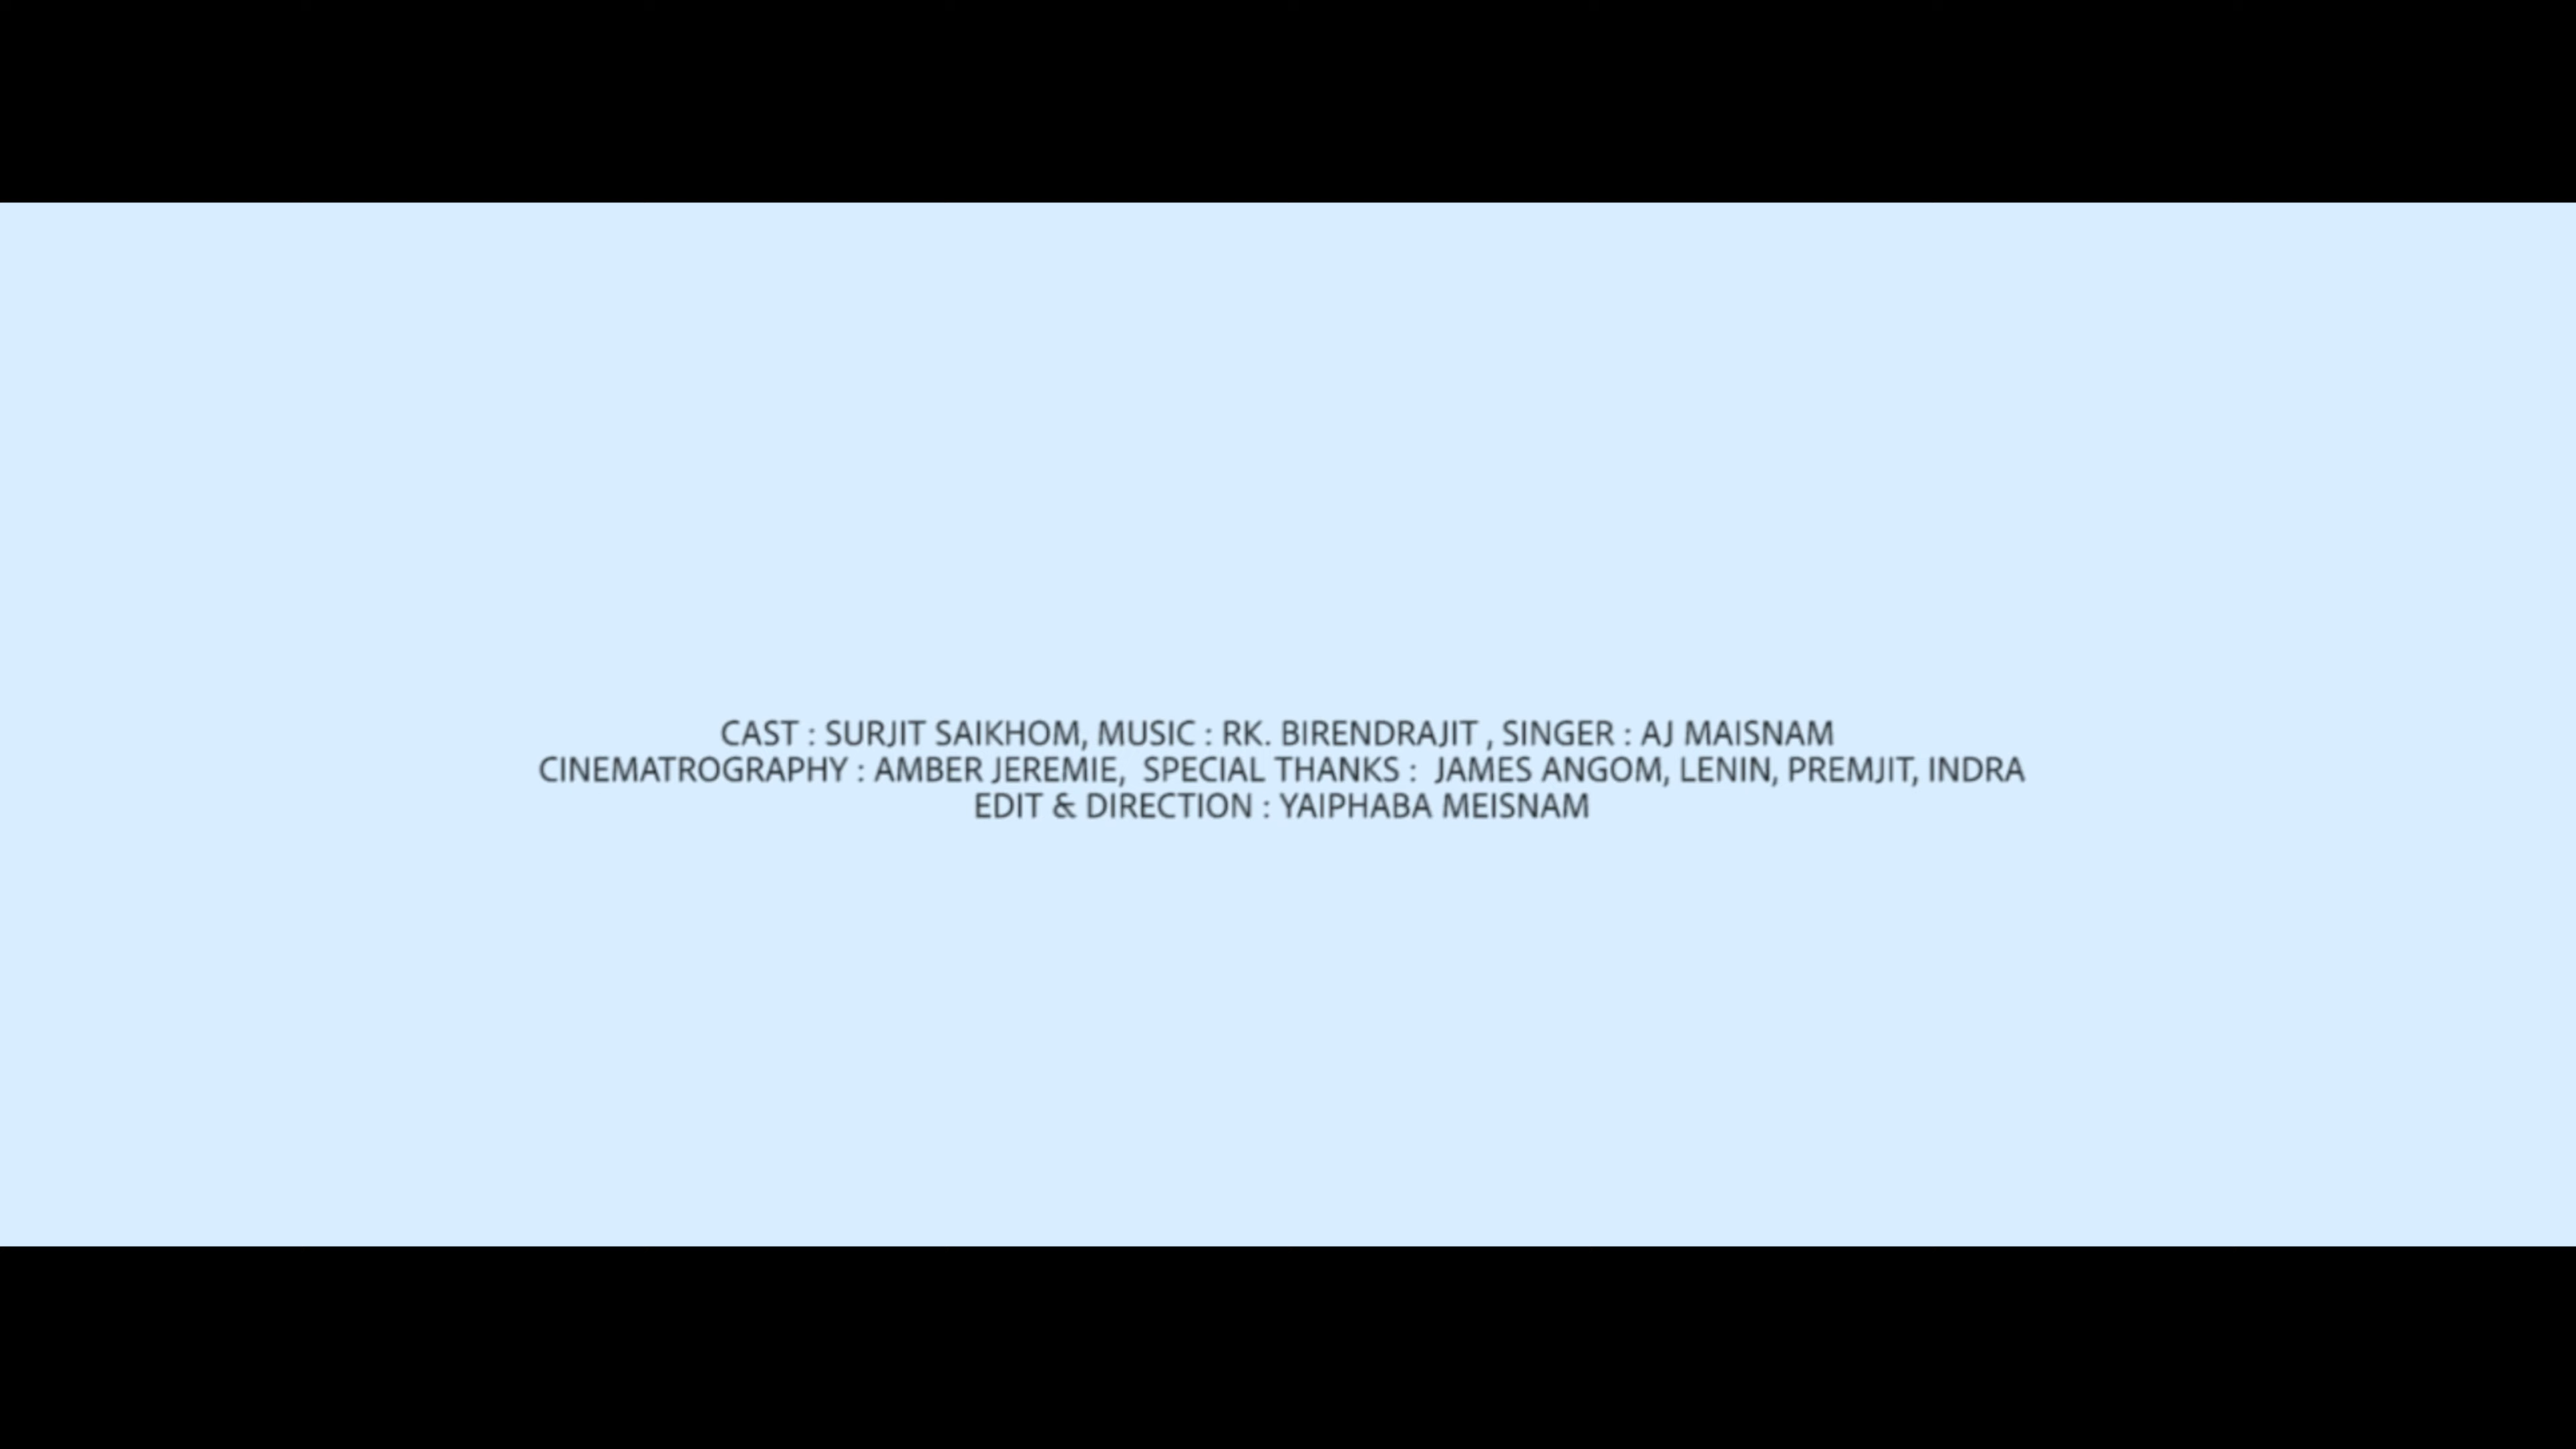 CAST : SURJIT SAIKHOM, MUSIC : RK. BIRENDRAJIT , SINGER : AJ MAISNAM
CINEMATROGRAPHY : AMBER JEREMIE,  SPECIAL THANKS :  JAMES ANGOM, LENIN, PREMJIT, INDRA
EDIT & DIRECTION : YAIPHABA MEISNAM